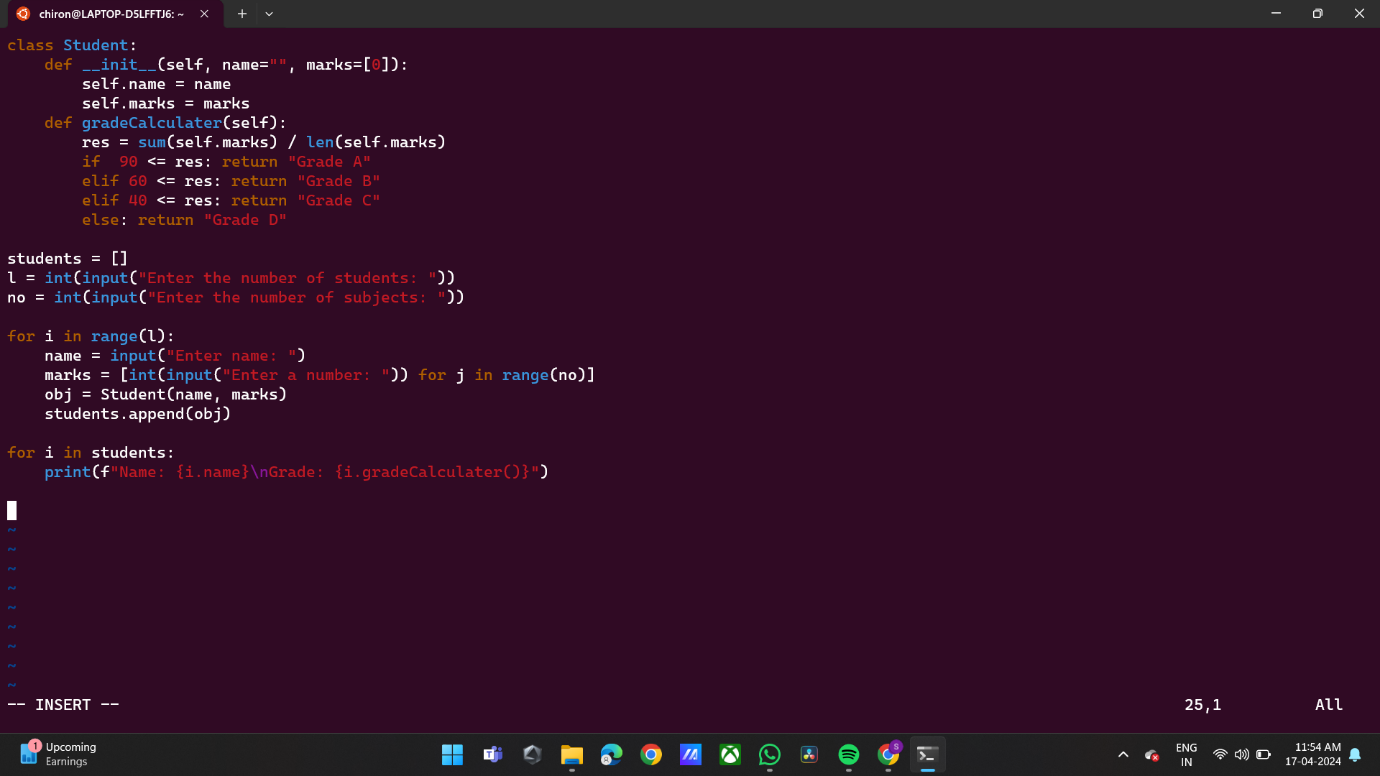 chiron@LAPTOP-D5LFFTJ6: ~
class Student:
    def __init__(self, name="", marks=[0]):
        self.name = name
        self.marks = marks
    def gradeCalculater(self):
        res = sum(self.marks) / len(self.marks)
        if  90 <= res: return "Grade A"
        elif 60 <= res: return "Grade B"
        elif 40 <= res: return "Grade C"
        else: return "Grade D"

students = []
l = int(input("Enter the number of students: "))
no = int(input("Enter the number of subjects: "))

for i in range(l):
    name = input("Enter name: ")
    marks = [int(input("Enter a number: ")) for j in range(no)]
    obj = Student(name, marks)
    students.append(obj)

for i in students:
    print(f"Name: {i.name}\nGrade: {i.gradeCalculater()}")

~
~
~
~
~
~
~
~
~
-- INSERT -- 25,1 All
1 Upcoming
Earnings
ENG
IN
11:54 AM
17-04-2024